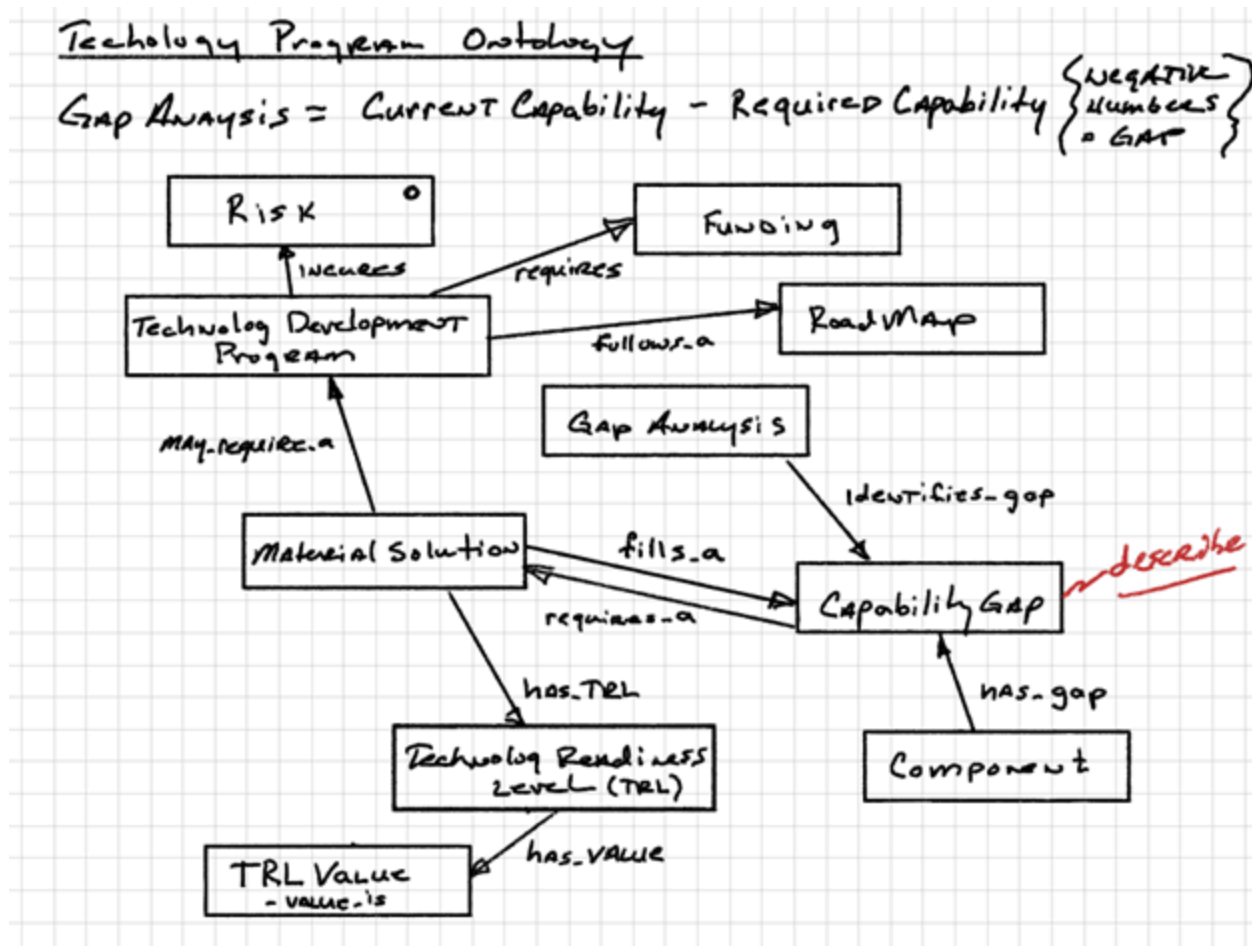 Techology Program Ontology
GAP Anaysis = Current Capability - Required Capability { Negative
Numbers
= GAP }
Risk
Funding
incures
requires
Technolog Development
Program
RoadMap
follows_a
Gap Analysis
may_require_a
identifies_gap
Material Solution
fills_a
describe
Capability Gap
requires_a
has_TRL
has_gap
Technolog Readiness
Level (TRL)
Component
has_value
TRL Value
- value_is